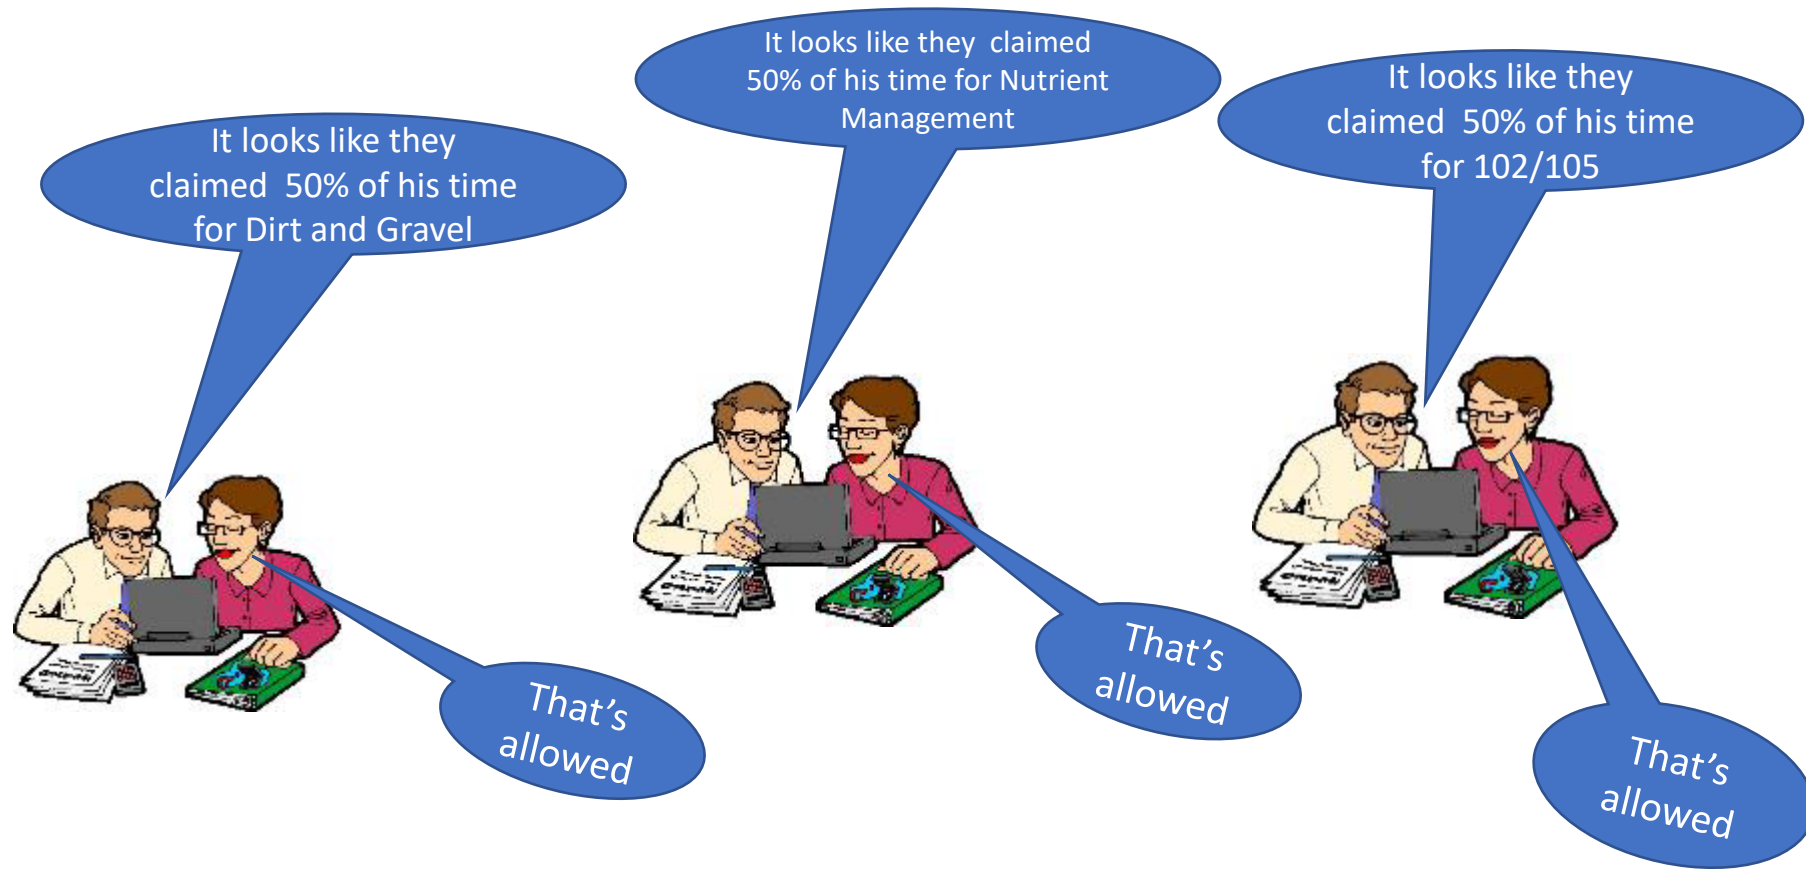 It looks like they
claimed  50% of his time
for Dirt and Gravel
That’s
allowed
It looks like they  claimed
50% of his time for Nutrient
Management
That’s
allowed
It looks like they
claimed  50% of his time
for 102/105
That’s
allowed